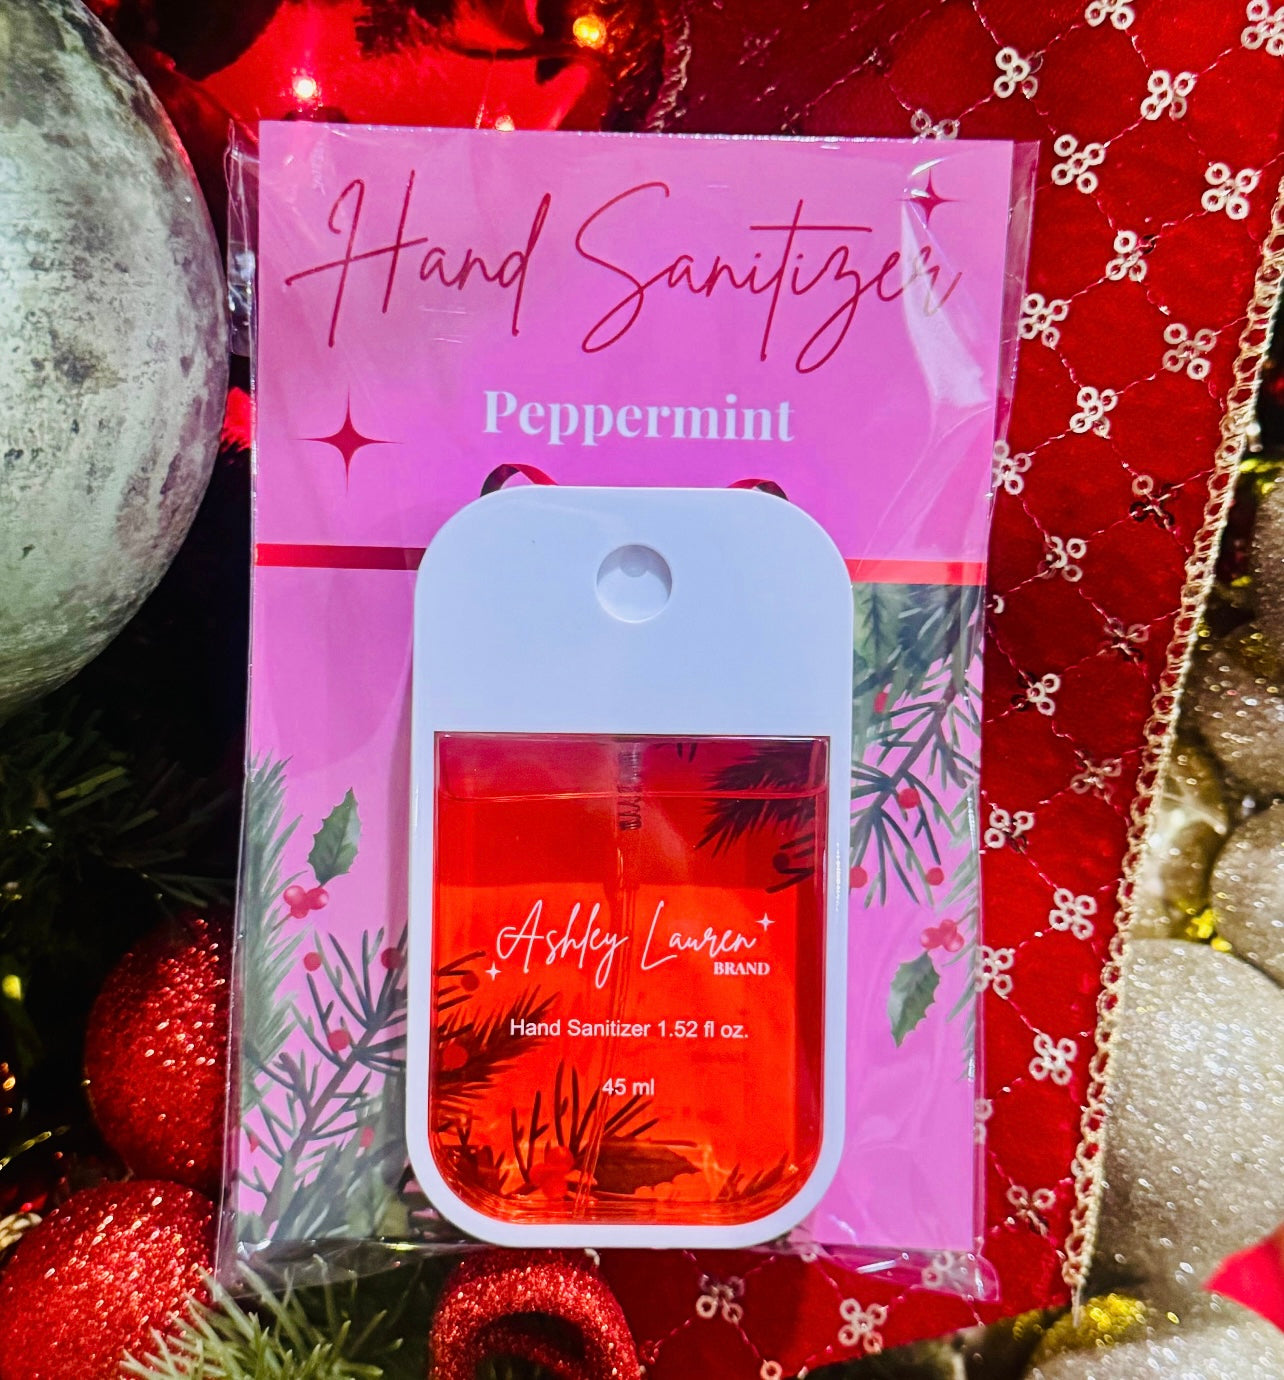 Hand Sanitizer
Peppermint
Ashley Lauren
BRAND
Hand Sanitizer 1.52 fl oz.
45 ml